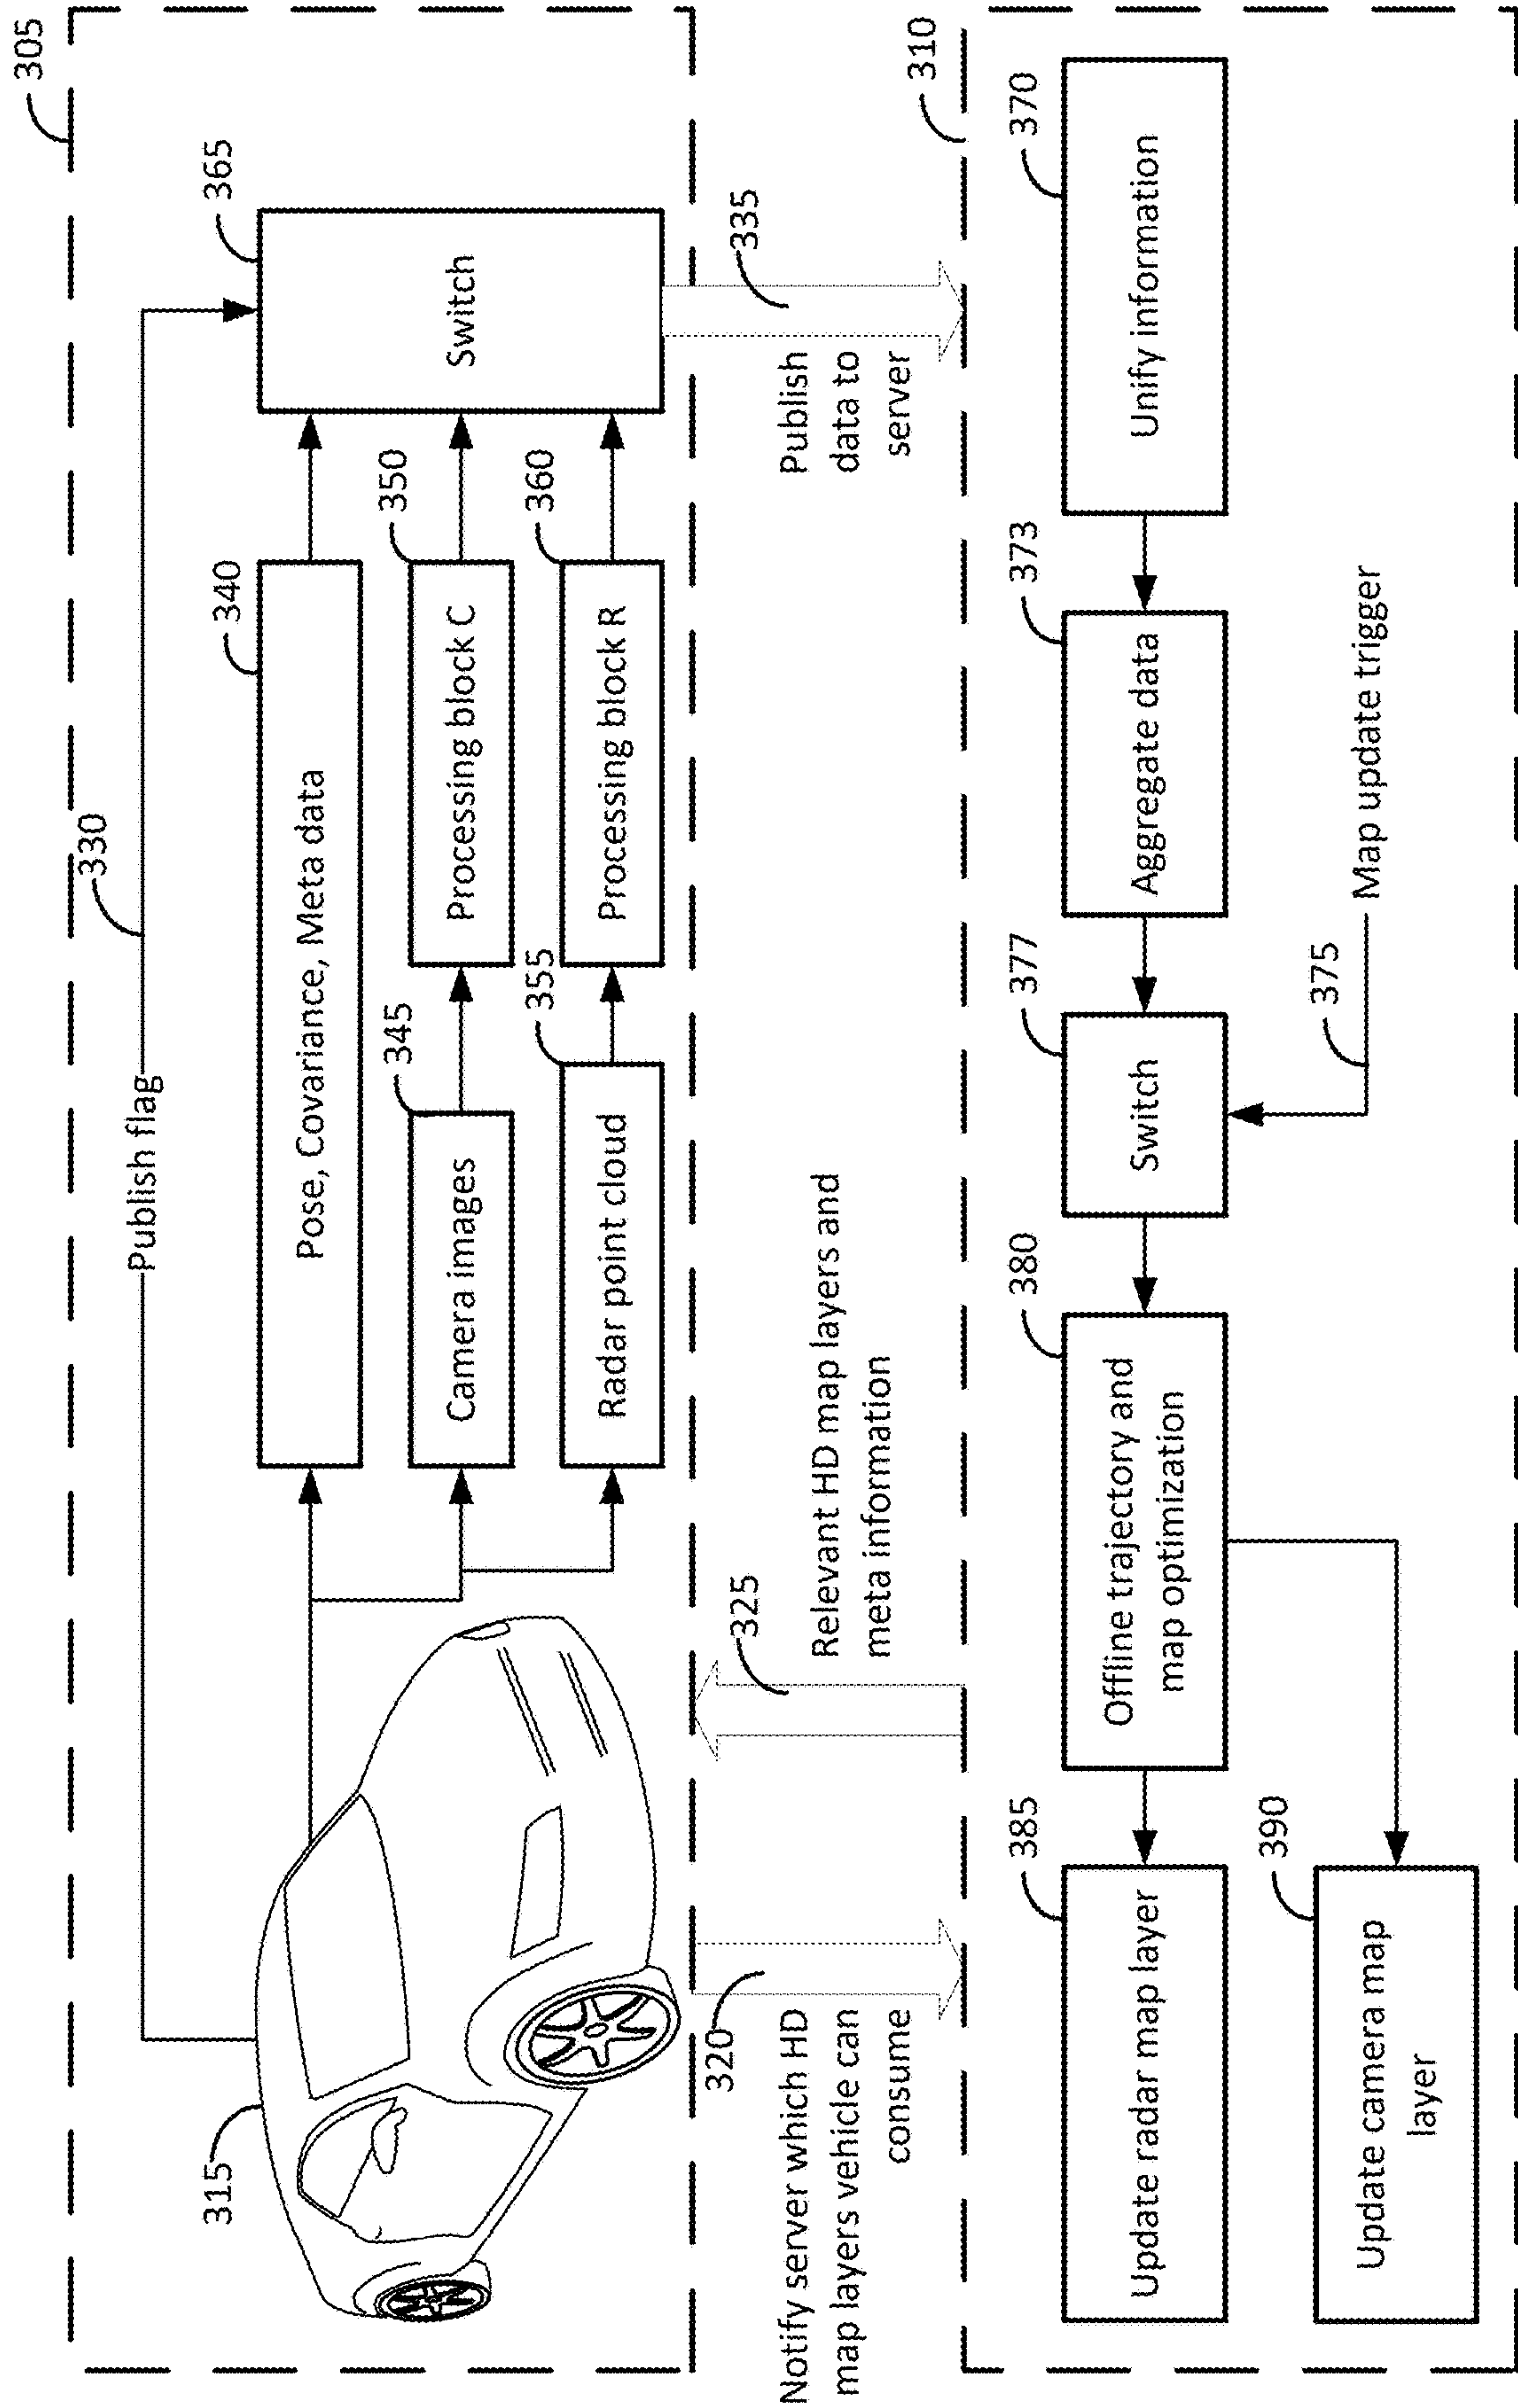 305
330
Publish flag
315
340
Pose, Covariance, Meta data
365
Switch
345
Camera images
350
Processing block C
355
Radar point cloud
360
Processing block R
320
Notify server which HD
map layers vehicle can
consume
325
Relevant HD map layers and
meta information
335
Publish
data to
server
310
385
Update radar map layer
380
Offline trajectory and
map optimization
377
Switch
373
Aggregate data
370
Unify information
390
Update camera map
layer
375
Map update trigger